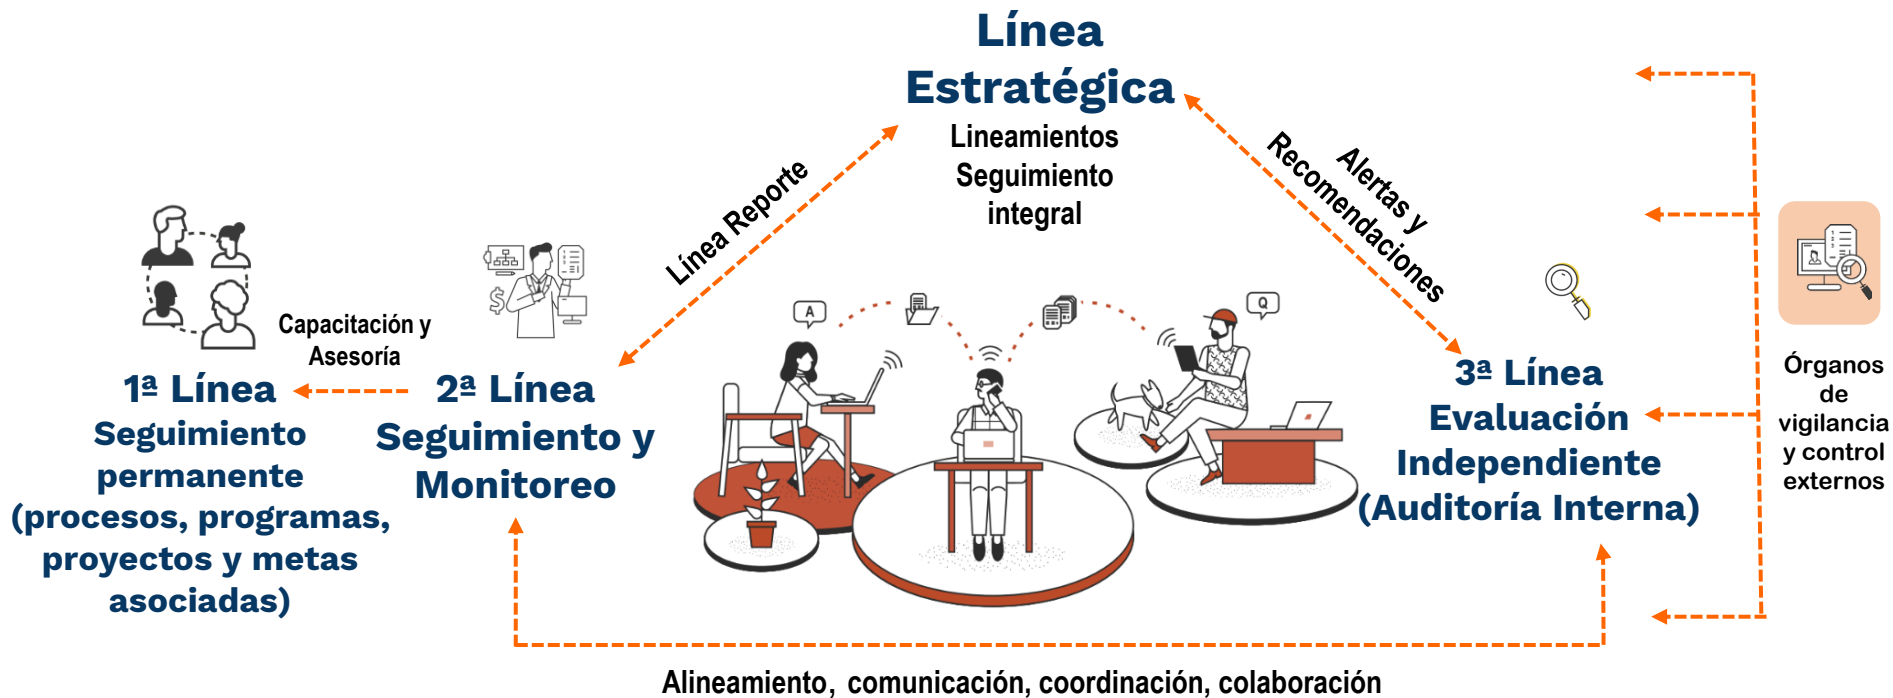 Línea
Estratégica
Lineamientos
Seguimiento
integral
Línea Reporte
Alertas y
Recomendaciones
Capacitación y
Asesoría
1ª Línea
Seguimiento
permanente
(procesos, programas,
proyectos y metas
asociadas)
2ª Línea
Seguimiento y
Monitoreo
A
Q
3ª Línea
Evaluación
Independiente
(Auditoría Interna)
Órganos
de
vigilancia
y control
externos
Alineamiento, comunicación, coordinación, colaboración